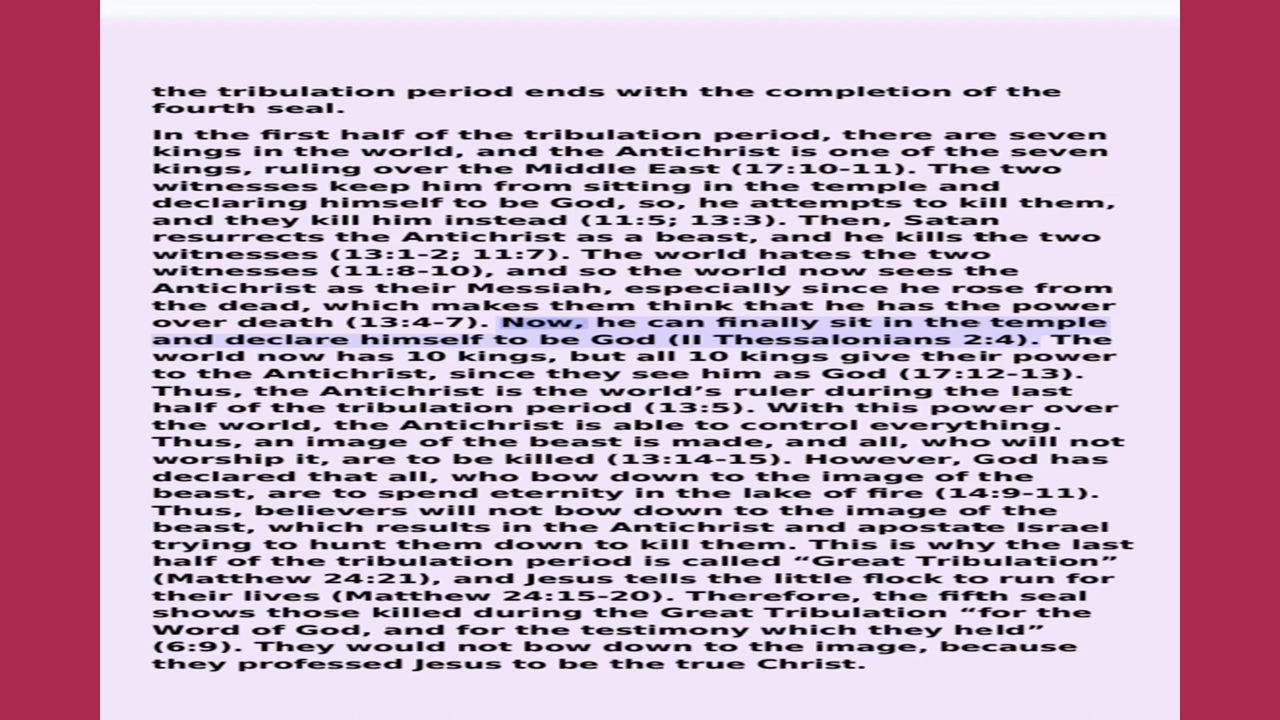 the tribulation period ends with the completion of the
fourth seal.
In the first half of the tribulation period, there are seven
kings in the world, and the Antichrist is one of the seven
kings, ruling over the Middle East (17:10-11). The two
witnesses keep him from sitting in the temple and
declaring himself to be God, so, he attempts to kill them,
and they kill him instead (11:5; 13:3). Then, Satan
resurrects the Antichrist as a beast, and he kills the two
witnesses (13:1-2; 11:7). The world hates the two
witnesses (11:8-10), and so the world now sees the
Antichrist as their Messiah, especially since he rose from
the dead, which makes them think that he has the power
over death (13:4-7). Now, he can finally sit in the temple
and declare himself to be God (II Thessalonians 2:4). The
world now has 10 kings, but all 10 kings give their power
to the Antichrist, since they see him as God (17:12-13).
Thus, the Antichrist is the world’s ruler during the last
half of the tribulation period (13:5). With this power over
the world, the Antichrist is able to control everything.
Thus, an image of the beast is made, and all, who will not
worship it, are to be killed (13:14-15). However, God has
declared that all, who bow down to the image of the
beast, are to spend eternity in the lake of fire (14:9-11).
Thus, believers will not bow down to the image of the
beast, which results in the Antichrist and apostate Israel
trying to hunt them down to kill them. This is why the last
half of the tribulation period is called “Great Tribulation”
(Matthew 24:21), and Jesus tells the little flock to run for
their lives (Matthew 24:15-20). Therefore, the fifth seal
shows those killed during the Great Tribulation “for the
Word of God, and for the testimony which they held”
(6:9). They would not bow down to the image, because
they professed Jesus to be the true Christ.